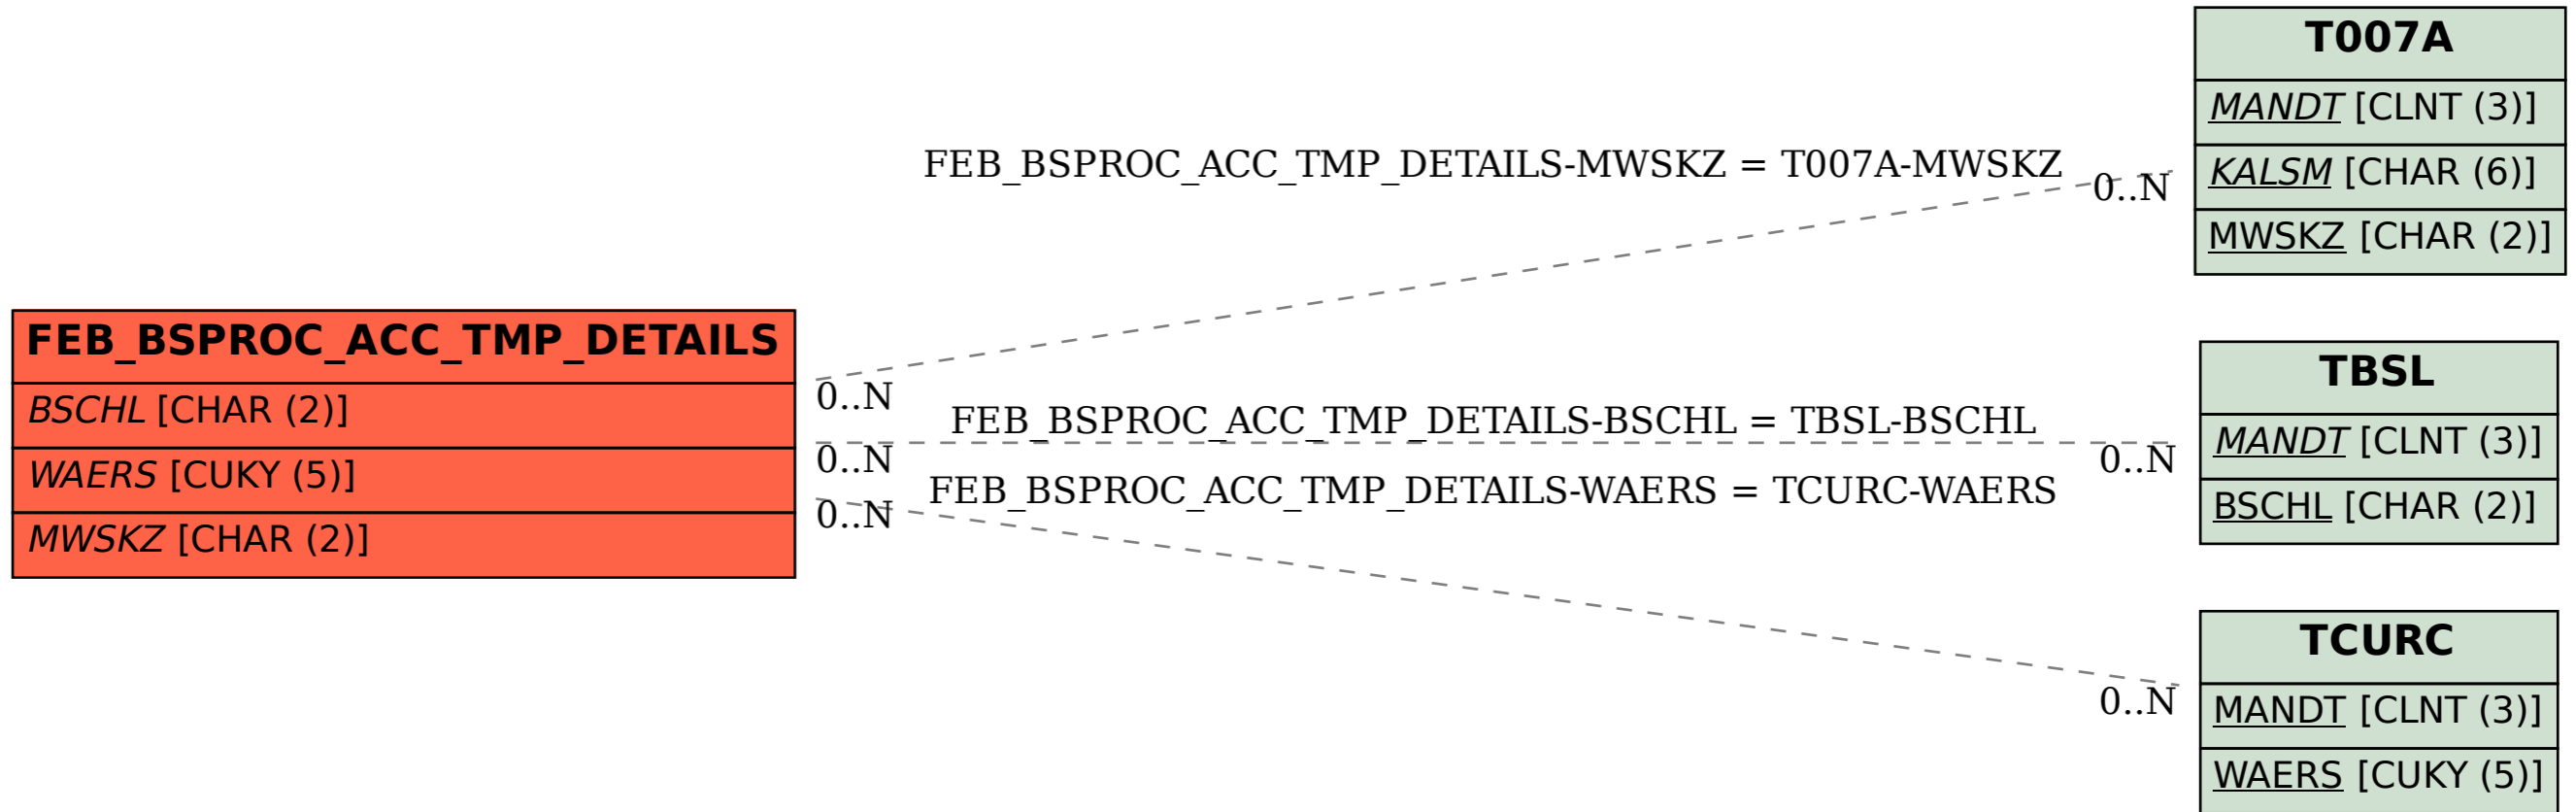 FEB_BSPROC_ACC_TMP_DETAILS
BSCHL [CHAR (2)]
WAERS [CUKY (5)]
MWSKZ [CHAR (2)]
FEB_BSPROC_ACC_TMP_DETAILS-MWSKZ = T007A-MWSKZ
0..N
0..N
FEB_BSPROC_ACC_TMP_DETAILS-BSCHL = TBSL-BSCHL
0..N
0..N
FEB_BSPROC_ACC_TMP_DETAILS-WAERS = TCURC-WAERS
0..N
0..N
T007A
MANDT [CLNT (3)]
KALSM [CHAR (6)]
MWSKZ [CHAR (2)]
TBSL
MANDT [CLNT (3)]
BSCHL [CHAR (2)]
TCURC
MANDT [CLNT (3)]
WAERS [CUKY (5)]